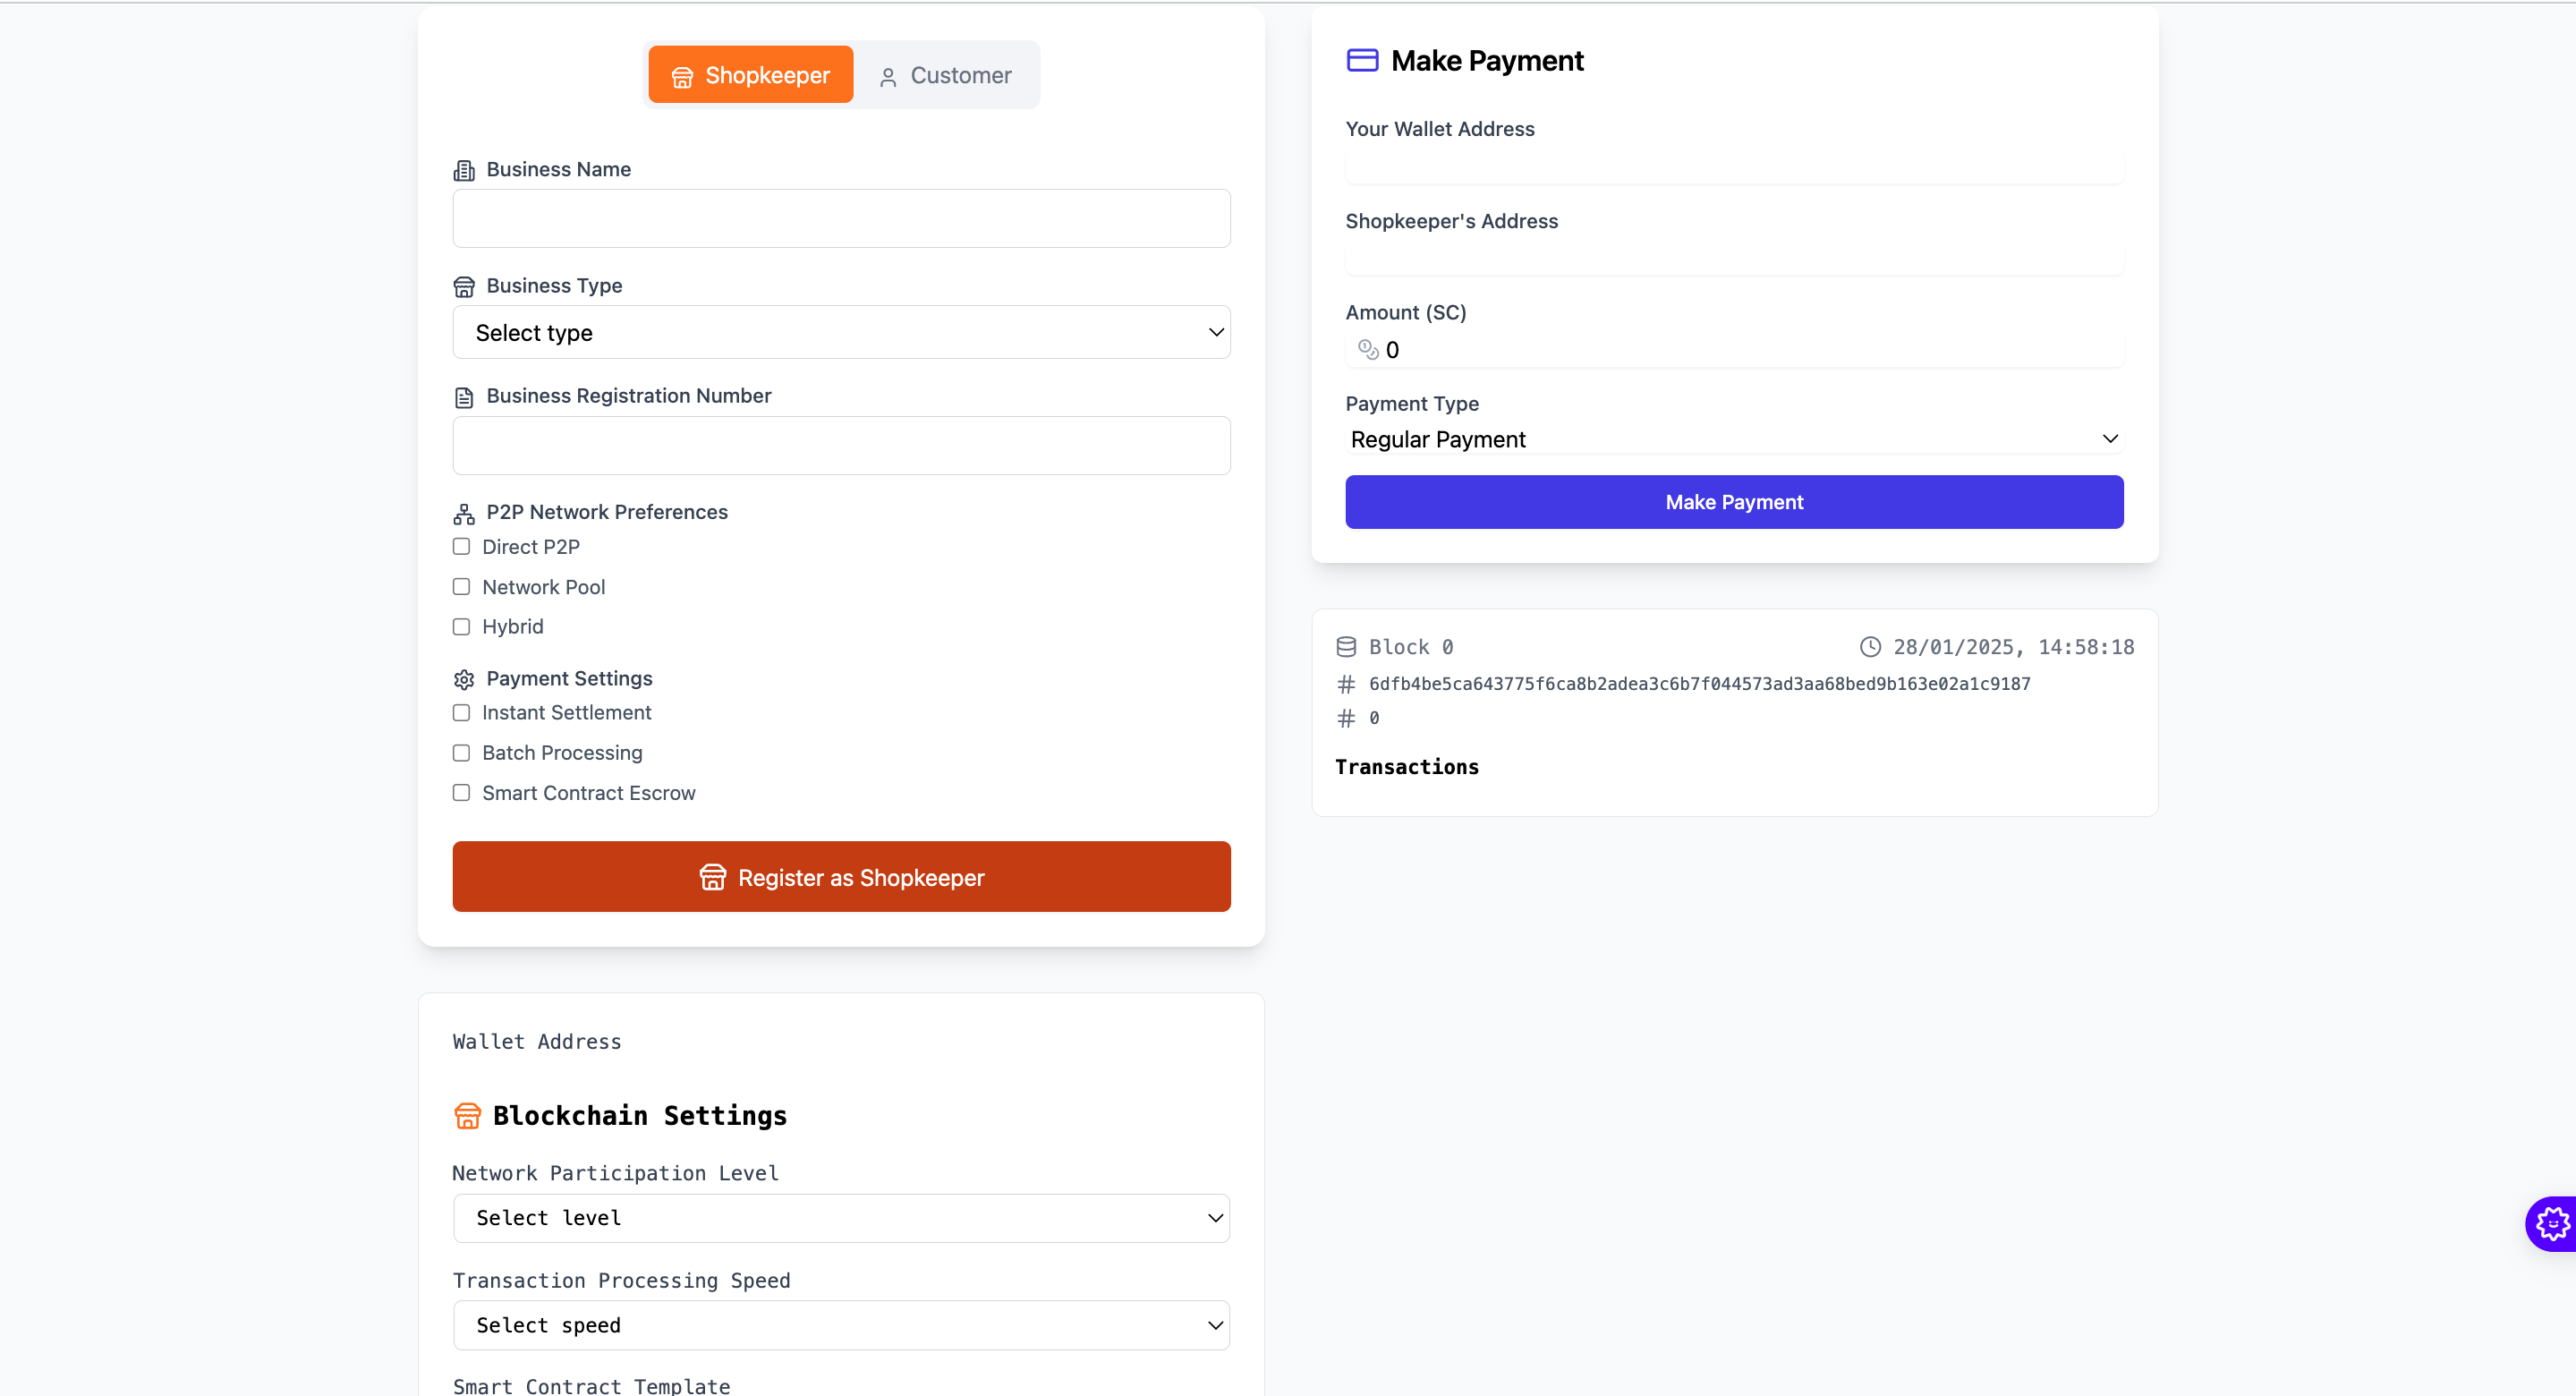 Shopkeeper
Customer
Business Name
Business Type
Select type
Business Registration Number
P2P Network Preferences
Direct P2P
Network Pool
Hybrid
Payment Settings
Instant Settlement
Batch Processing
Smart Contract Escrow
Register as Shopkeeper
Wallet Address
Blockchain Settings
Network Participation Level
Select level
Transaction Processing Speed
Select speed
Smart Contract Template
Make Payment
Your Wallet Address
Shopkeeper's Address
Amount (SC)
0
Payment Type
Regular Payment
Make Payment
Block 0
28/01/2025, 14:58:18
# 6dfb4be5ca643775f6ca8b2adea3c6b7f044573ad3aa68bed9b163e02a1c9187
# 0
Transactions